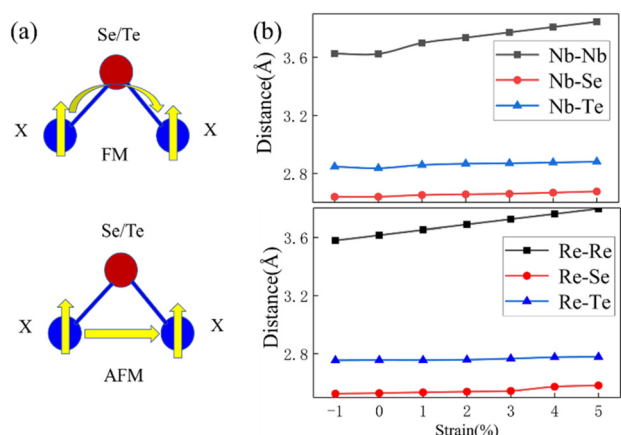 (a)
Se/Te
X
X
FM
Se/Te
X
X
AFM
(b)
Distance(Å)
3.6
3.2
2.8
Nb-Nb
Nb-Se
Nb-Te
Distance(Å)
3.6
3.2
2.8
Re-Re
Re-Se
Re-Te
-1 0 1 2 3 4 5
Strain(%)